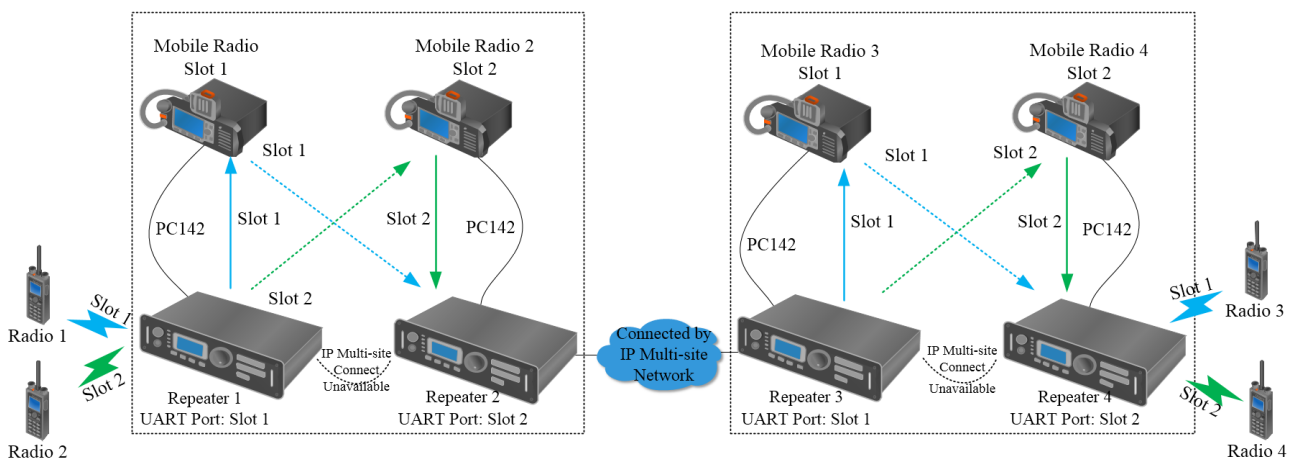 Mobile Radio
Slot 1
Mobile Radio 2
Slot 2
Slot 1
Slot 1
Slot 2
PC142
PC142
Slot 2
Radio 1
Slot 1
Slot 2
Radio 2
IP Multi-site
Connect
Unavailable
Repeater 1
UART Port: Slot 1
Repeater 2
UART Port: Slot 2
Connected by
IP Multi-site
Network
Mobile Radio 3
Slot 1
Mobile Radio 4
Slot 2
Slot 1
Slot 2
Slot 1
Slot 2
PC142
PC142
IP Multi-site
Connect
Unavailable
Repeater 3
UART Port: Slot 1
Repeater 4
UART Port: Slot 2
Slot 1
Radio 3
Slot 2
Radio 4